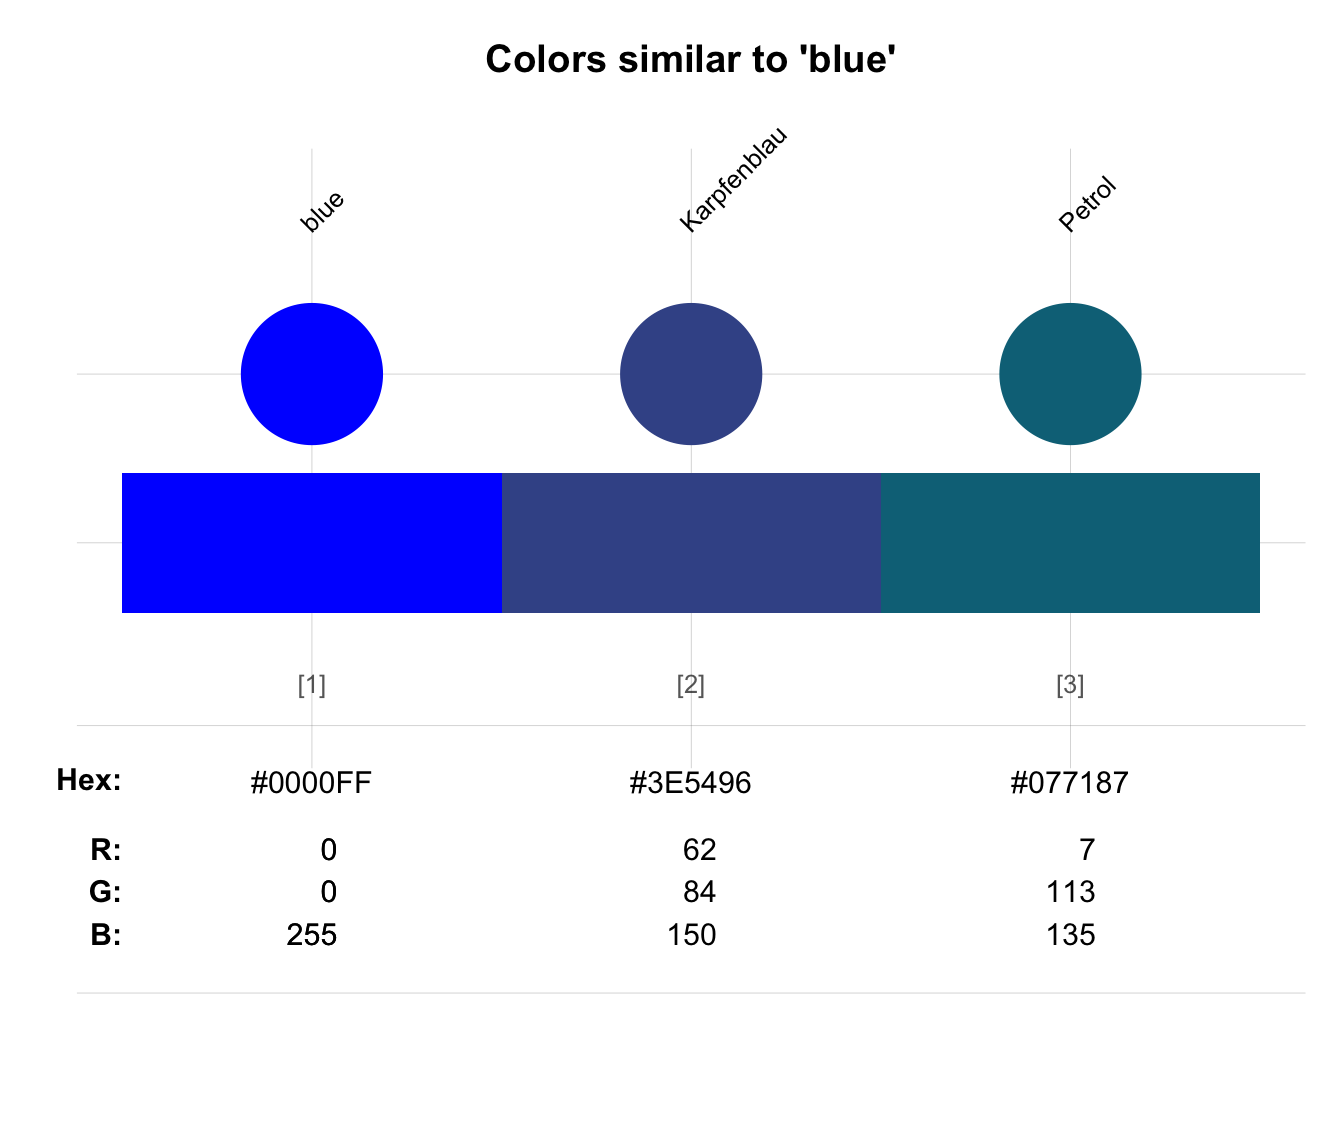 Colors similar to 'blue'
blue Karpfenblau Petrol
[1] [2] [3]
Hex: #0000FF #3E5496 #077187
R: 0 62 7
G: 0 84 113
B: 255 150 135